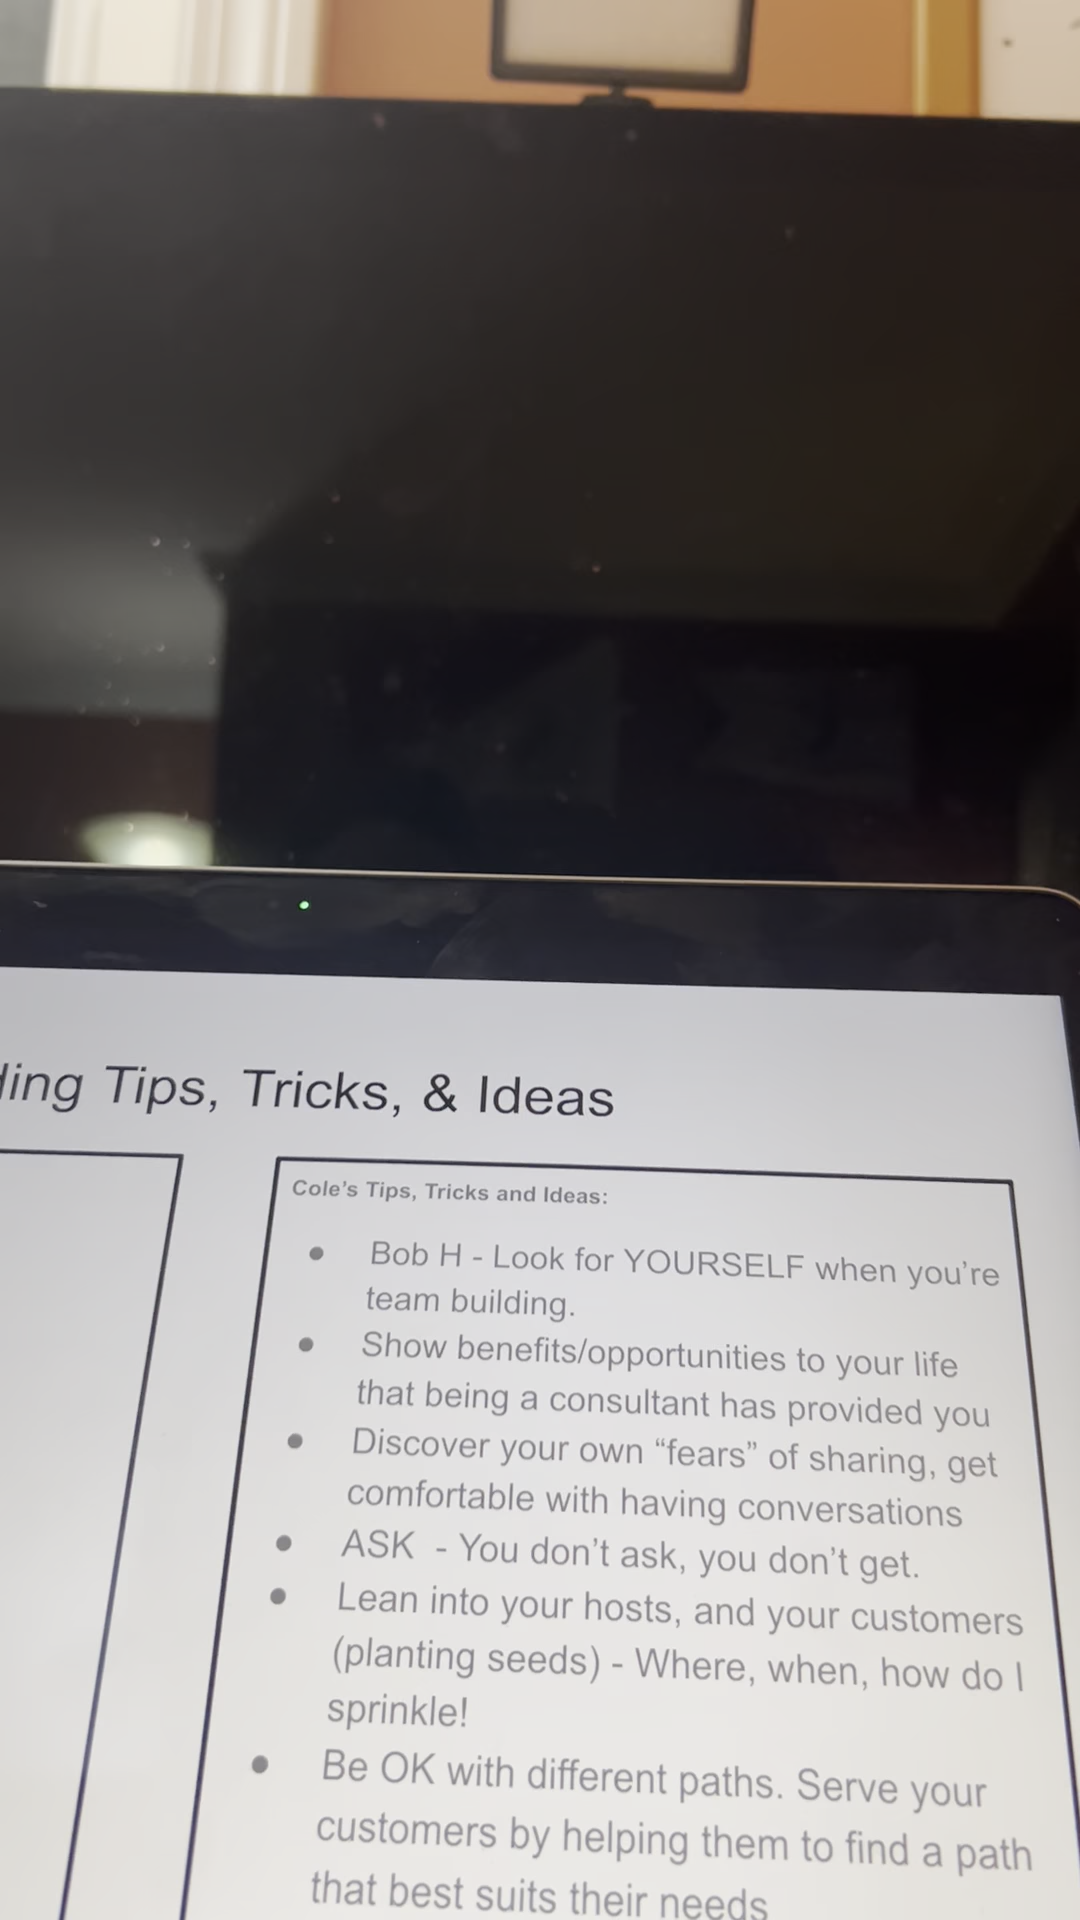 ing Tips, Tricks, & Ideas
Cole's Tips, Tricks and Ideas:
● Bob H - Look for YOURSELF when you're
team building.
● Show benefits/opportunities to your life
that being a consultant has provided you
● Discover your own “fears” of sharing, get
comfortable with having conversations
● ASK - You don't ask, you don't get.
● Lean into your hosts, and your customers
(planting seeds) - Where, when, how do I
sprinkle!
● Be OK with different paths. Serve your
customers by helping them to find a path
that best suits their needs